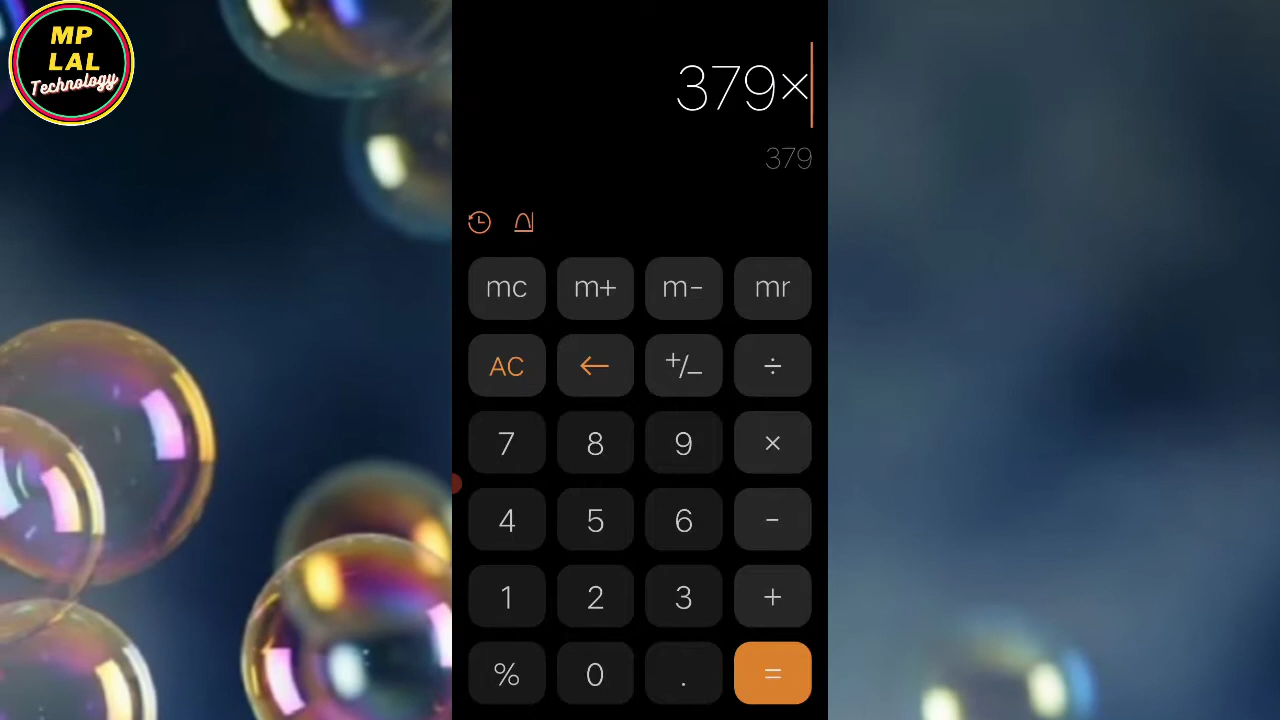 MP
LAL
Technology
379×
379
mc m+ m− mr
AC ← +/− ÷
7 8 9 ×
4 5 6 −
1 2 3 +
% 0 . =